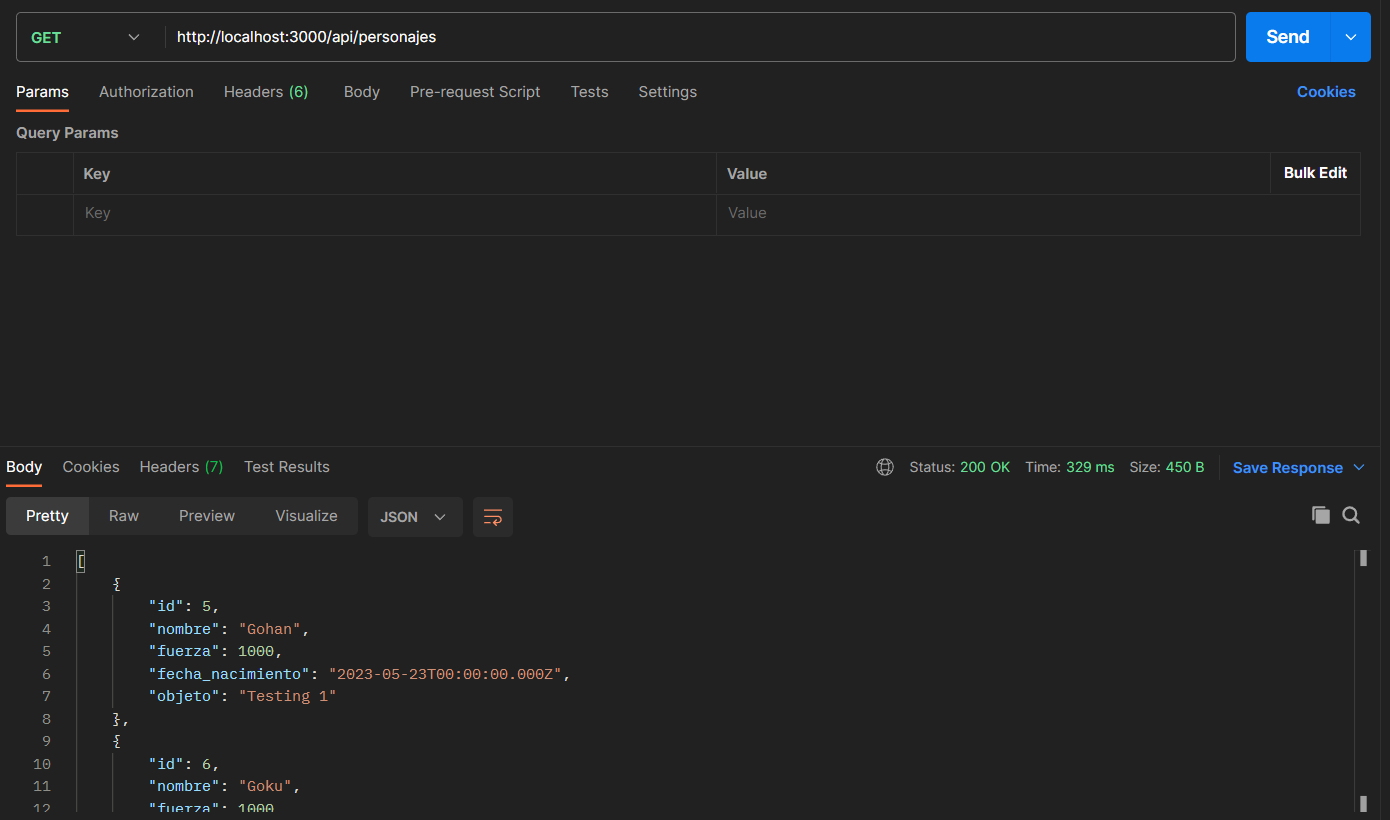 GET http://localhost:3000/api/personajes Send
Params Authorization Headers (6) Body Pre-request Script Tests Settings Cookies
Query Params
Key Value Bulk Edit
Key Value
Body Cookies Headers (7) Test Results Status: 200 OK Time: 329 ms Size: 450 B Save Response
Pretty Raw Preview Visualize JSON
1 [
2 {
3 "id": 5,
4 "nombre": "Gohan",
5 "fuerza": 1000,
6 "fecha_nacimiento": "2023-05-23T00:00:00.000Z",
7 "objeto": "Testing 1"
8 },
9 {
10 "id": 6,
11 "nombre": "Goku",
12 "fuerza": 1000